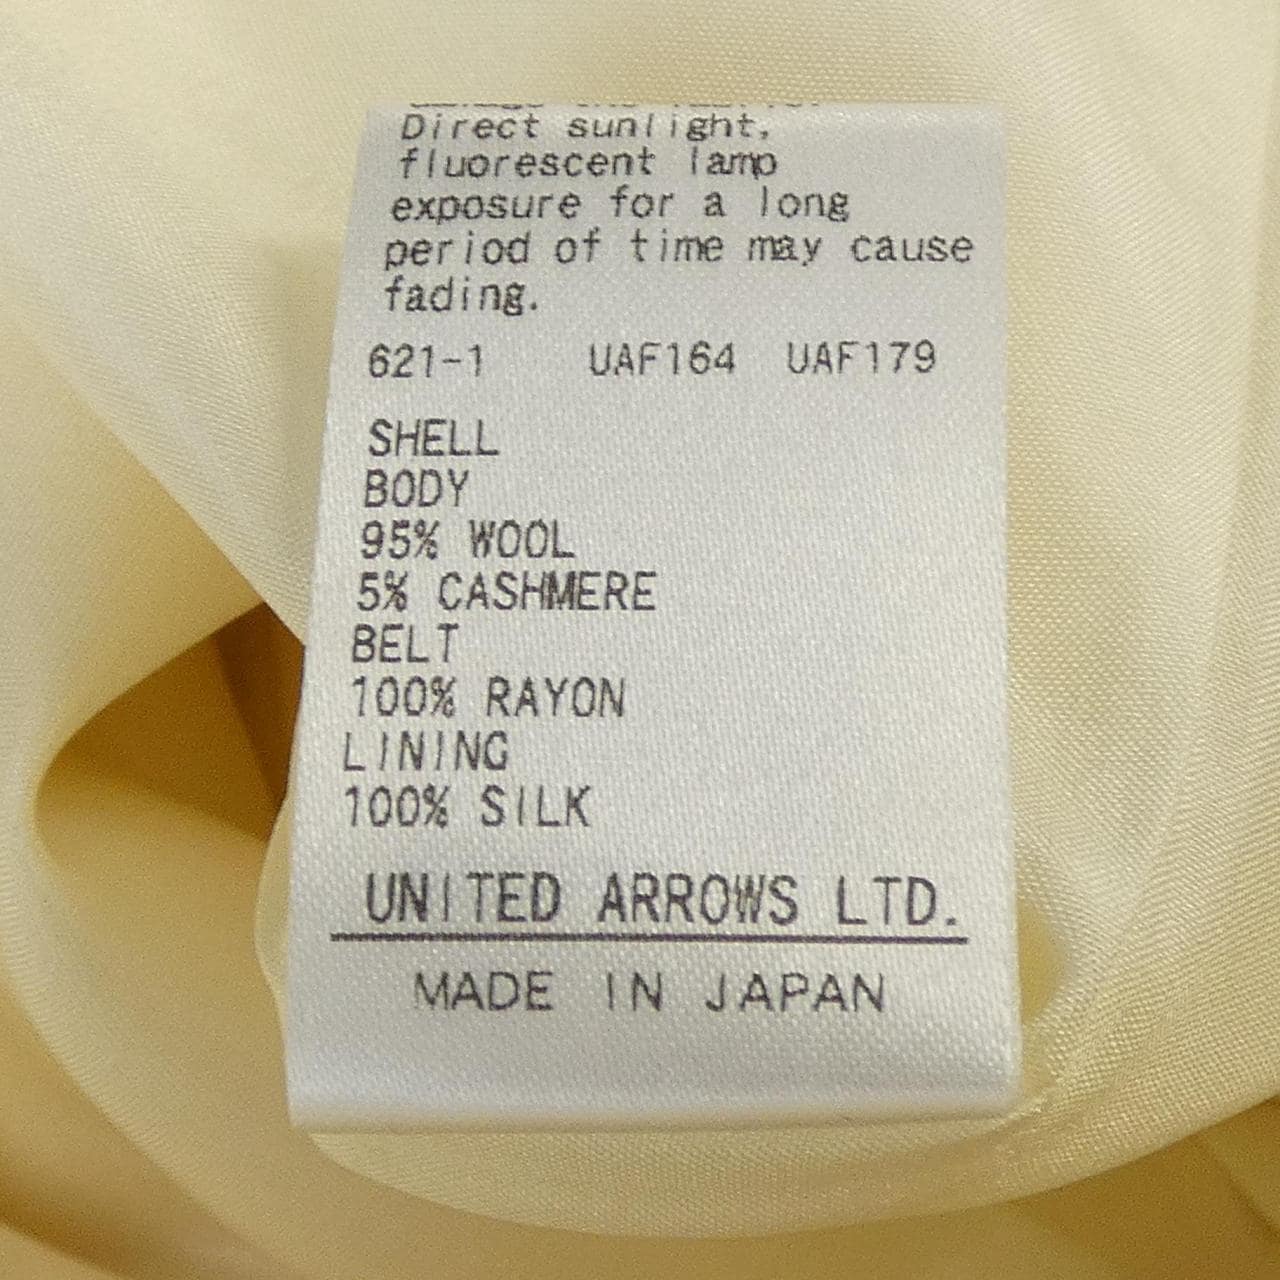 Direct sunlight,
fluorescent lamp
exposure for a long
period of time may cause
fading.
621-1 UAF164 UAF179
SHELL
BODY
95% WOOL
5% CASHMERE
BELT
100% RAYON
LINING
100% SILK
UNITED ARROWS LTD.
MADE IN JAPAN